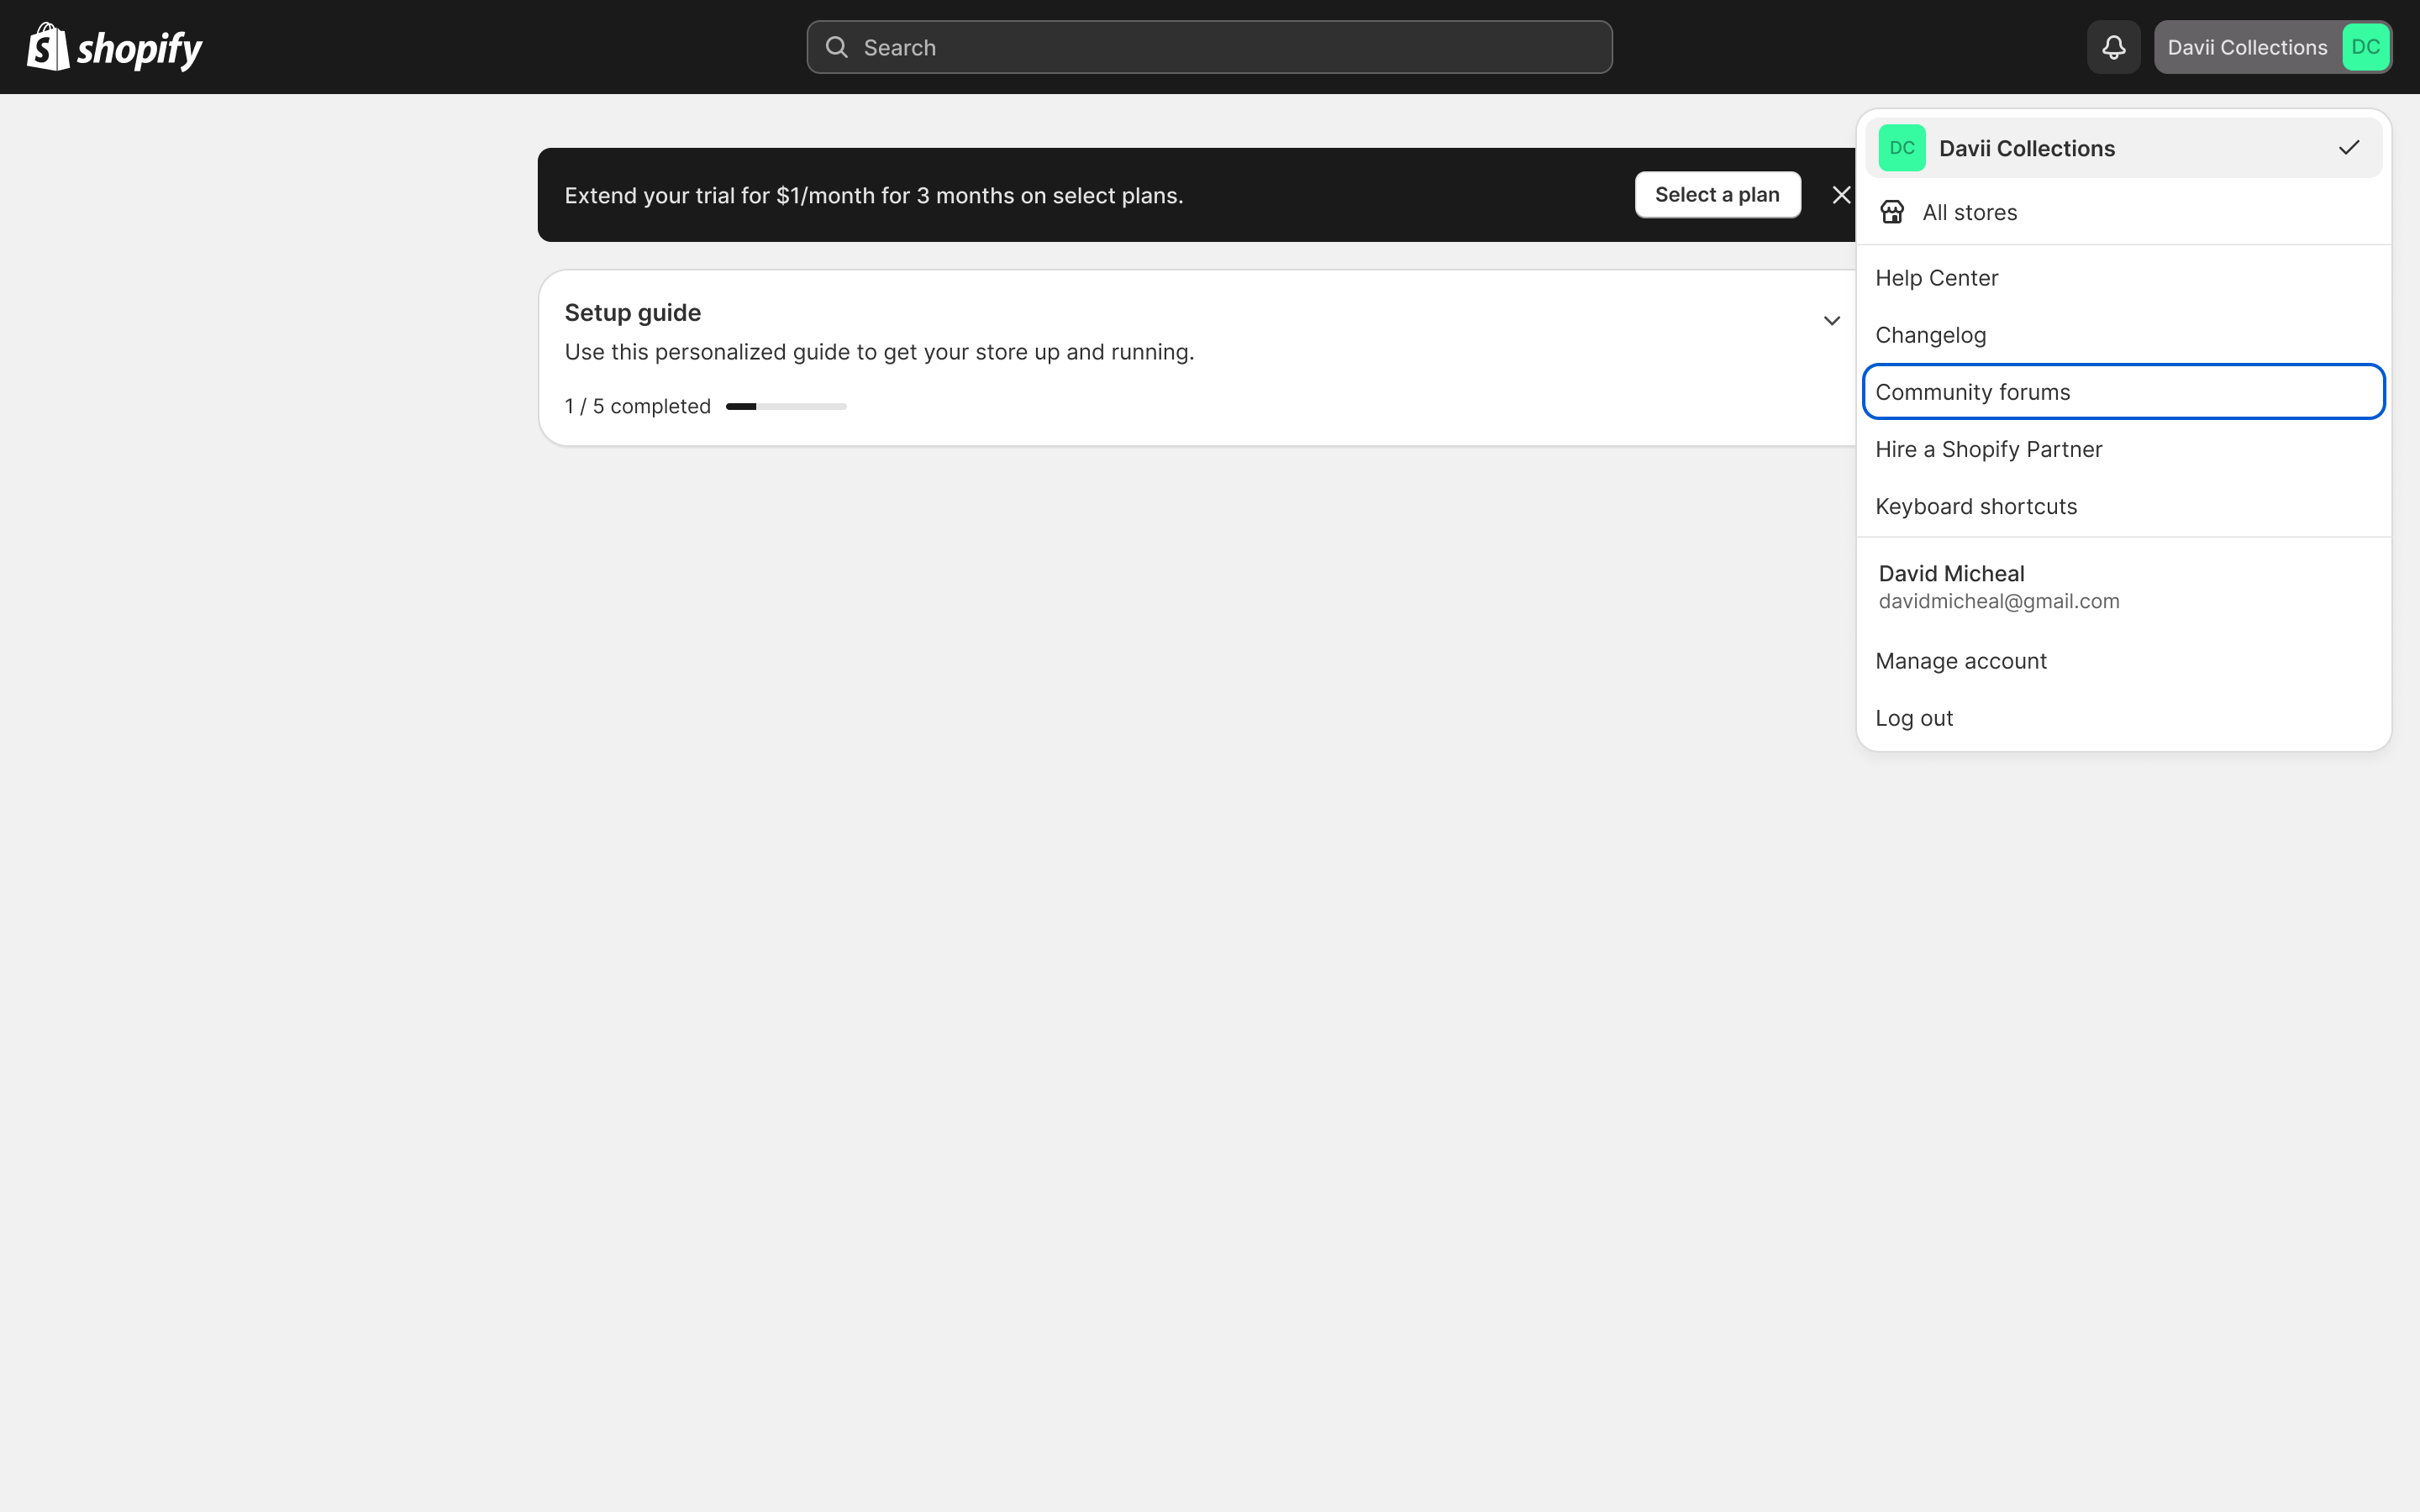 shopify
Search
Davii Collections DC
Extend your trial for $1/month for 3 months on select plans.
Select a plan
Setup guide
Use this personalized guide to get your store up and running.
1 / 5 completed
DC Davii Collections
All stores
Help Center
Changelog
Community forums
Hire a Shopify Partner
Keyboard shortcuts
David Micheal
davidmicheal@gmail.com
Manage account
Log out